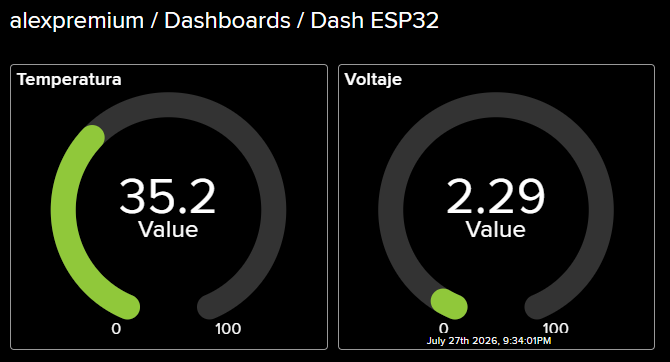 alexpremium / Dashboards / Dash ESP32
Temperatura
35.2
Value
0
100
Voltaje
2.29
Value
0
100
July 27th 2026, 9:34:01PM